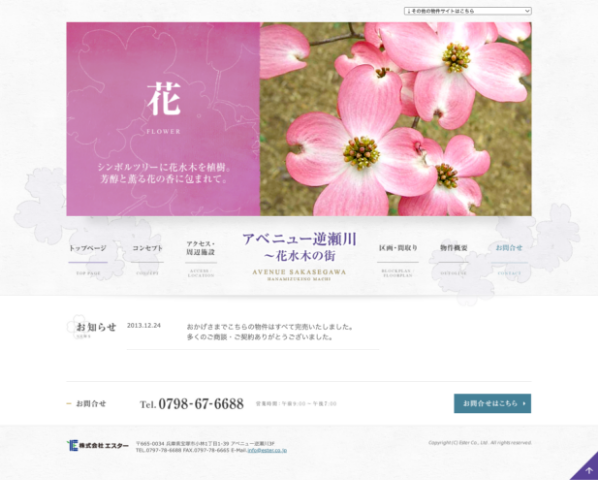 ↓その他の物件サイトはこちら
花
FLOWER
シンボルツリーに花水木を植樹。
芳醇と薫る花の香に包まれて。
トップページ
TOP PAGE
コンセプト
CONCEPT
アクセス・
周辺施設
ACCESS・
LOCATION
アベニュー逆瀬川
～花水木の街
AVENUE SAKASEGAWA
HANAMIZUKINO MACHI
区画・間取り
BLOCKPLAN
FLOORPLAN
物件概要
OUTLINE
お問合せ
CONTACT
お知らせ
NEWS
2013.12.24
おかげさまでこちらの物件はすべて完売いたしました。
多くのご商談・ご契約ありがとうございました。
お問合せ
Tel. 0798-67-6688
営業時間：午前9:00 ～ 午後7:00
お問合せはこちら
株式会社 エスター
〒665-0034 兵庫県宝塚市小林1丁目1-39 アベニュー逆瀬川3F
TEL.0797-78-6688 FAX.0797-78-6665 E-Mail.info@ester.co.jp
Copyright(C) Ester Co., Ltd. All rights reserved.